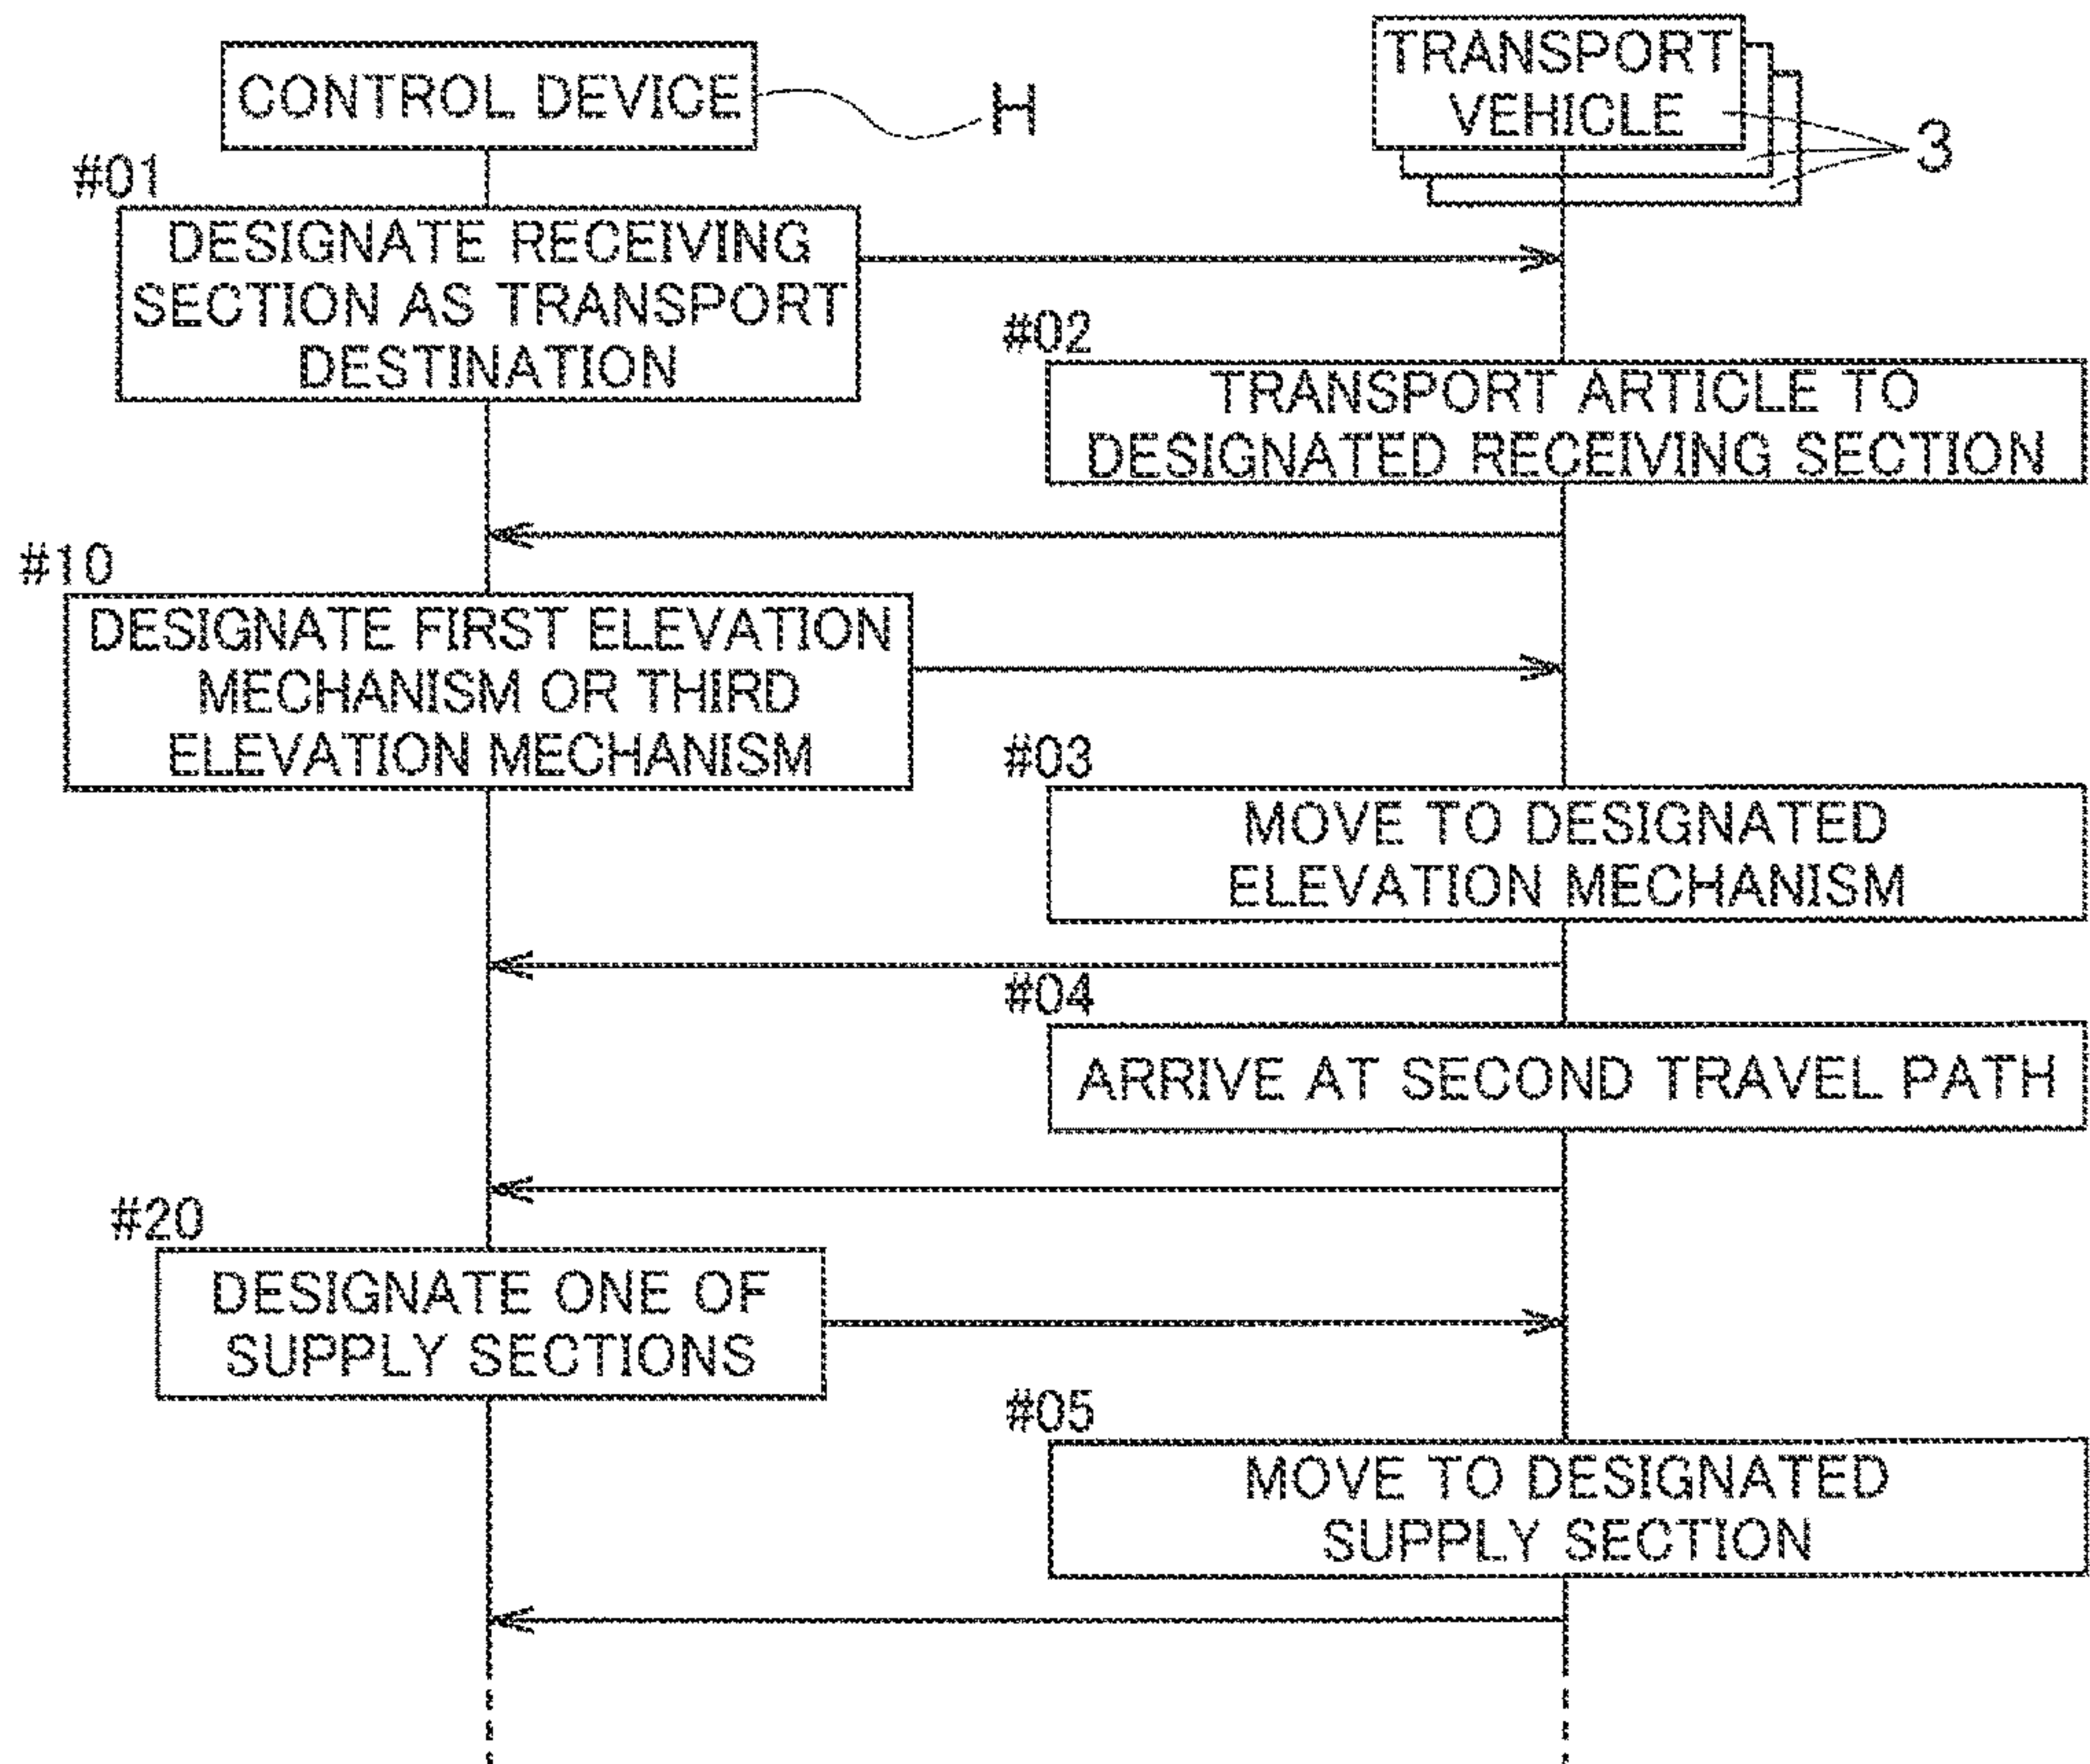 CONTROL DEVICE
H
TRANSPORT
VEHICLE
3
#01
DESIGNATE RECEIVING
SECTION AS TRANSPORT
DESTINATION
#02
TRANSPORT ARTICLE TO
DESIGNATED RECEIVING SECTION
#10
DESIGNATE FIRST ELEVATION
MECHANISM OR THIRD
ELEVATION MECHANISM
#03
MOVE TO DESIGNATED
ELEVATION MECHANISM
#04
ARRIVE AT SECOND TRAVEL PATH
#20
DESIGNATE ONE OF
SUPPLY SECTIONS
#05
MOVE TO DESIGNATED
SUPPLY SECTION